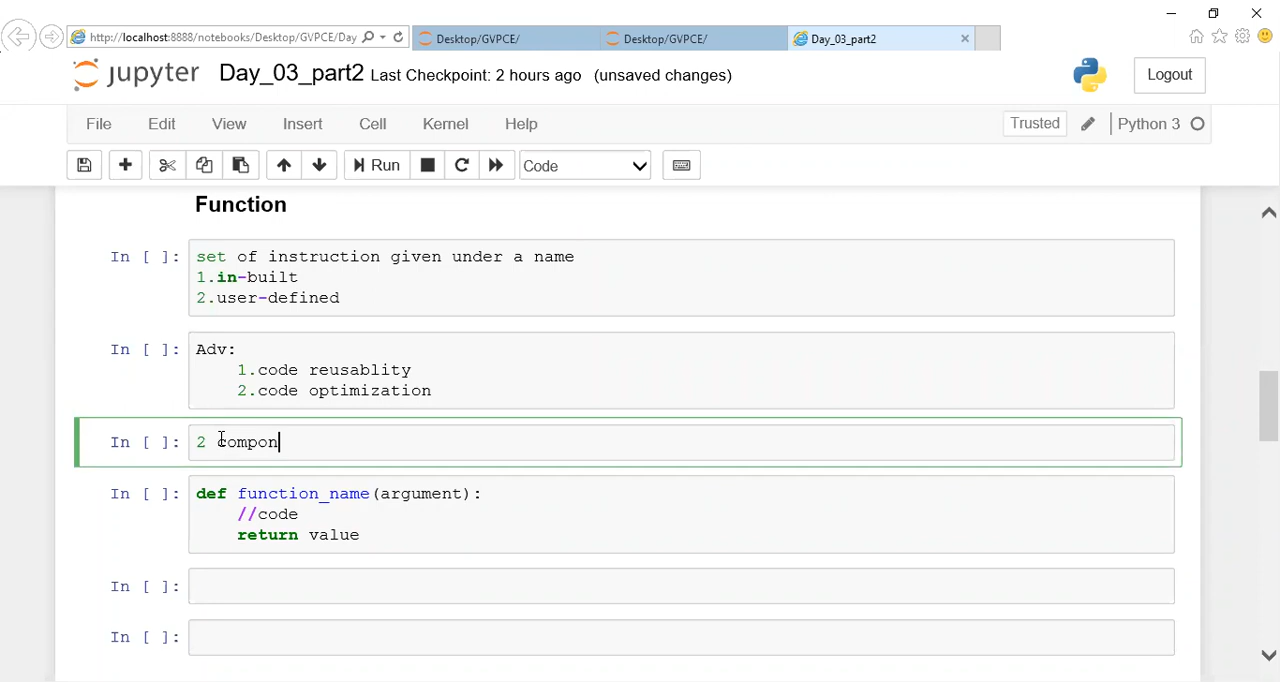 http://localhost:8888/notebooks/Desktop/GVPCE/Day
Desktop/GVPCE/
Desktop/GVPCE/
Day_03_part2
jupyter Day_03_part2 Last Checkpoint: 2 hours ago (unsaved changes)
Logout
File Edit View Insert Cell Kernel Help
Trusted
Python 3
Run
Code
Function
In [ ]: set of instruction given under a name
1.in-built
2.user-defined
In [ ]: Adv:
1.code reusablity
2.code optimization
In [ ]: 2 compon
In [ ]: def function_name(argument):
//code
return value
In [ ]:
In [ ]: